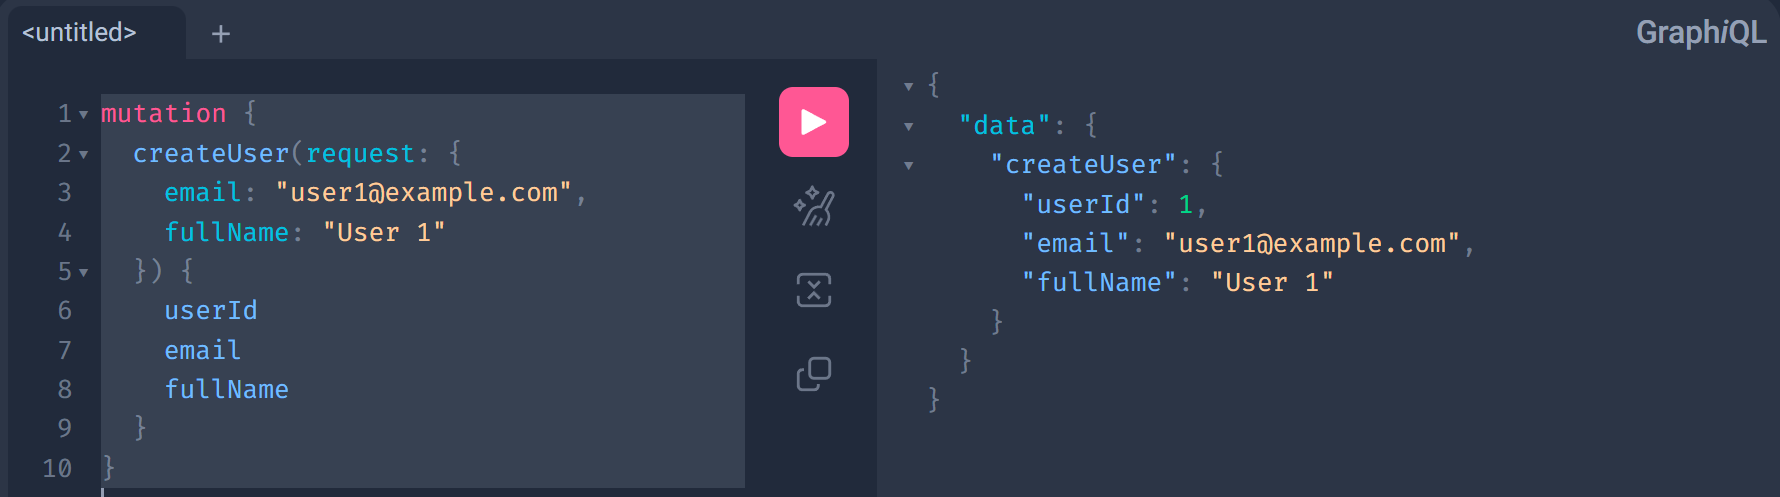 <untitled>
+
GraphiQL
1 mutation {
2 createUser(request: {
3 email: "user1@example.com",
4 fullName: "User 1"
5 }) {
6 userId
7 email
8 fullName
9 }
10 }
{
"data": {
"createUser": {
"userId": 1,
"email": "user1@example.com",
"fullName": "User 1"
}
}
}